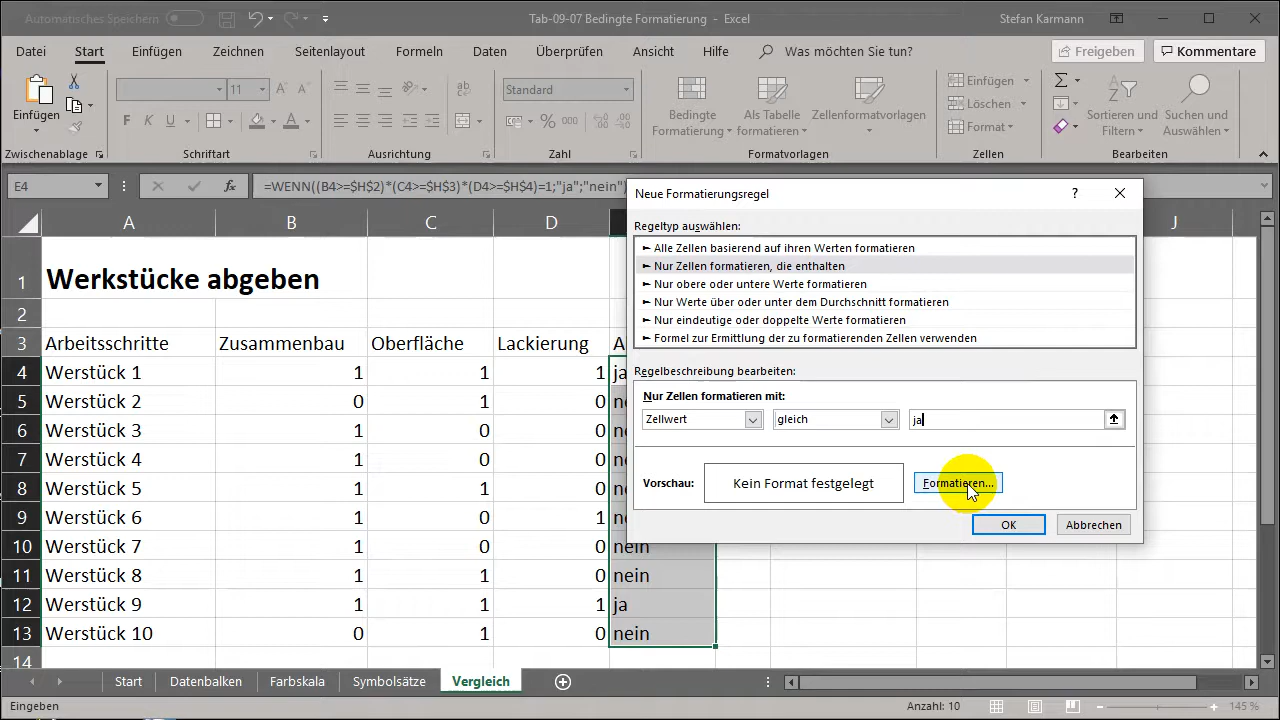 Automatisches Speichern
Tab-09-07 Bedingte Formatierung - Excel
Stefan Karmann
Datei Start Einfügen Zeichnen Seitenlayout Formeln Daten Überprüfen Ansicht Hilfe Was möchten Sie tun? Freigeben Kommentare
Einfügen
11
F K U
Standard
% 000
Bedingte Formatierung
Als Tabelle formatieren
Zellenformatvorlagen
Einfügen
Löschen
Format
Sortieren und Filtern
Suchen und Auswählen
Zwischenablage Schriftart Ausrichtung Zahl Formatvorlagen Zellen Bearbeiten
E4 fx =WENN((B4>=$H$2)*(C4>=$H$3)*(D4>=$H$4)=1;"ja";"nein")
A B C D J
1 Werkstücke abgeben
2
3 Arbeitsschritte Zusammenbau Oberfläche Lackierung A
4 Werstück 1 1 1 1 ja
5 Werstück 2 0 1 0 ne
6 Werstück 3 1 0 0 ne
7 Werstück 4 1 0 0 ne
8 Werstück 5 1 1 0 ne
9 Werstück 6 1 0 1 ne
10 Werstück 7 1 0 0 nein
11 Werstück 8 1 1 0 nein
12 Werstück 9 1 1 1 ja
13 Werstück 10 0 1 0 nein
14
Neue Formatierungsregel ?
Regeltyp auswählen:
► Alle Zellen basierend auf ihren Werten formatieren
► Nur Zellen formatieren, die enthalten
► Nur obere oder untere Werte formatieren
► Nur Werte über oder unter dem Durchschnitt formatieren
► Nur eindeutige oder doppelte Werte formatieren
► Formel zur Ermittlung der zu formatierenden Zellen verwenden
Regelbeschreibung bearbeiten:
Nur Zellen formatieren mit:
Zellwert gleich ja
Vorschau: Kein Format festgelegt Formatieren...
OK Abbrechen
Start Datenbalken Farbskala Symbolsätze Vergleich
Eingeben Anzahl: 10 145 %